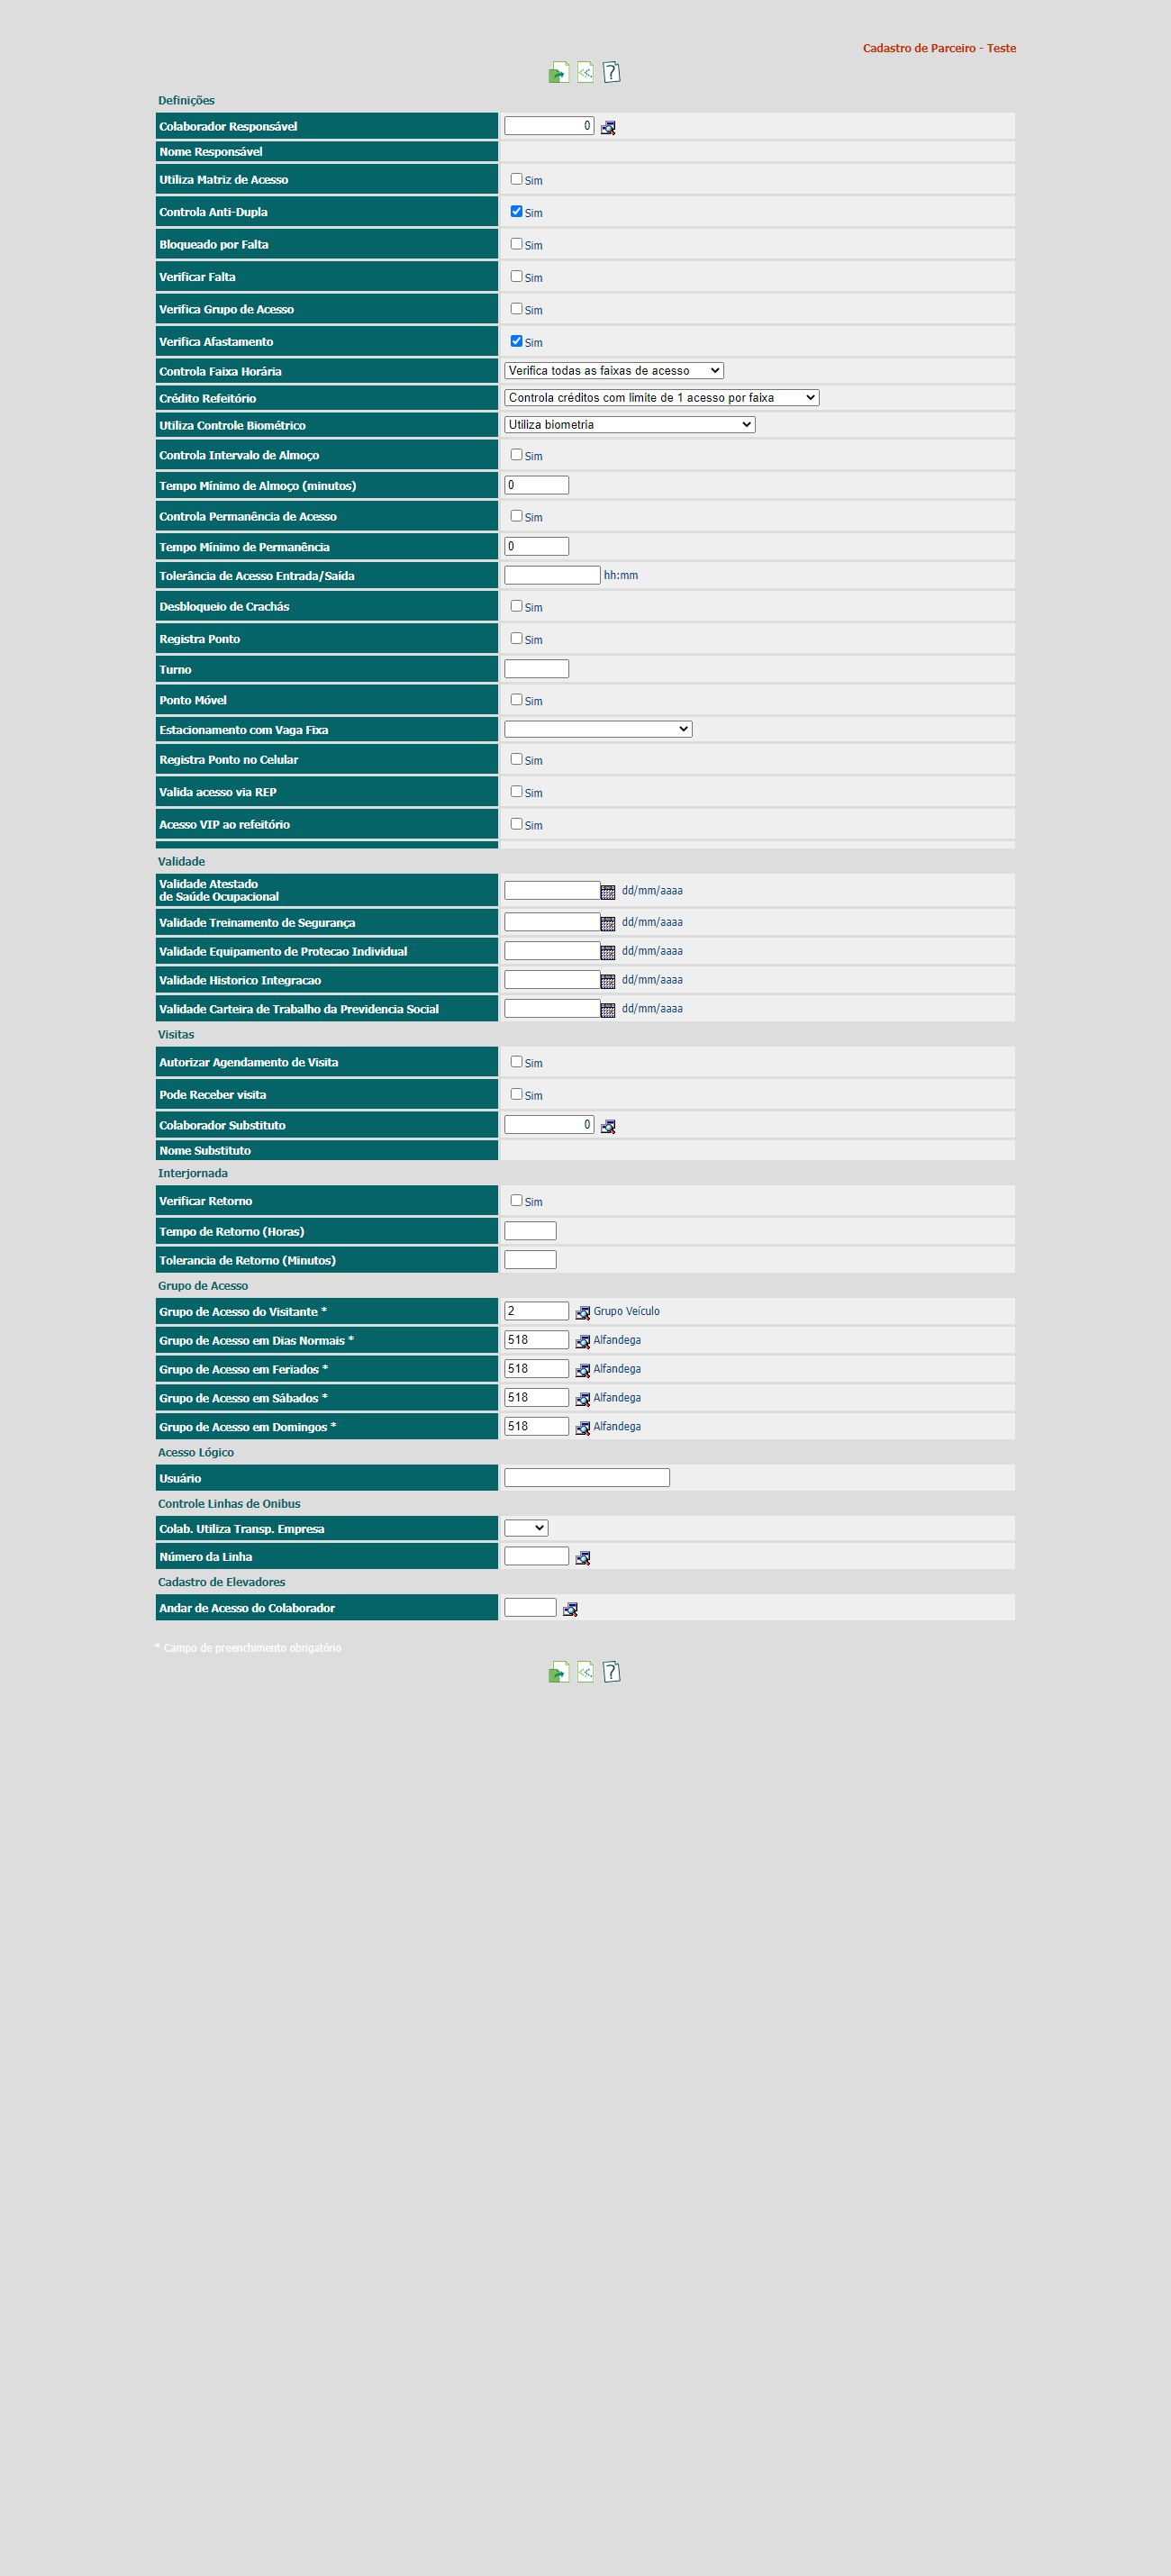 Cadastro de Parceiro - Teste
Definições
Colaborador Responsável 0
Nome Responsável
Utiliza Matriz de Acesso Sim
Controla Anti-Dupla Sim
Bloqueado por Falta Sim
Verificar Falta Sim
Verifica Grupo de Acesso Sim
Verifica Afastamento Sim
Controla Faixa Horária Verifica todas as faixas de acesso
Crédito Refeitório Controla créditos com limite de 1 acesso por faixa
Utiliza Controle Biométrico Utiliza biometria
Controla Intervalo de Almoço Sim
Tempo Mínimo de Almoço (minutos) 0
Controla Permanência de Acesso Sim
Tempo Mínimo de Permanência 0
Tolerância de Acesso Entrada/Saída hh:mm
Desbloqueio de Crachás Sim
Registra Ponto Sim
Turno
Ponto Móvel Sim
Estacionamento com Vaga Fixa
Registra Ponto no Celular Sim
Valida acesso via REP Sim
Acesso VIP ao refeitório Sim
Validade
Validade Atestado
de Saúde Ocupacional dd/mm/aaaa
Validade Treinamento de Segurança dd/mm/aaaa
Validade Equipamento de Protecao Individual dd/mm/aaaa
Validade Historico Integracao dd/mm/aaaa
Validade Carteira de Trabalho da Previdencia Social dd/mm/aaaa
Visitas
Autorizar Agendamento de Visita Sim
Pode Receber visita Sim
Colaborador Substituto 0
Nome Substituto
Interjornada
Verificar Retorno Sim
Tempo de Retorno (Horas)
Tolerancia de Retorno (Minutos)
Grupo de Acesso
Grupo de Acesso do Visitante * 2 Grupo Veículo
Grupo de Acesso em Dias Normais * 518 Alfandega
Grupo de Acesso em Feriados * 518 Alfandega
Grupo de Acesso em Sábados * 518 Alfandega
Grupo de Acesso em Domingos * 518 Alfandega
Acesso Lógico
Usuário
Controle Linhas de Onibus
Colab. Utiliza Transp. Empresa
Número da Linha
Cadastro de Elevadores
Andar de Acesso do Colaborador
* Campo de preenchimento obrigatório